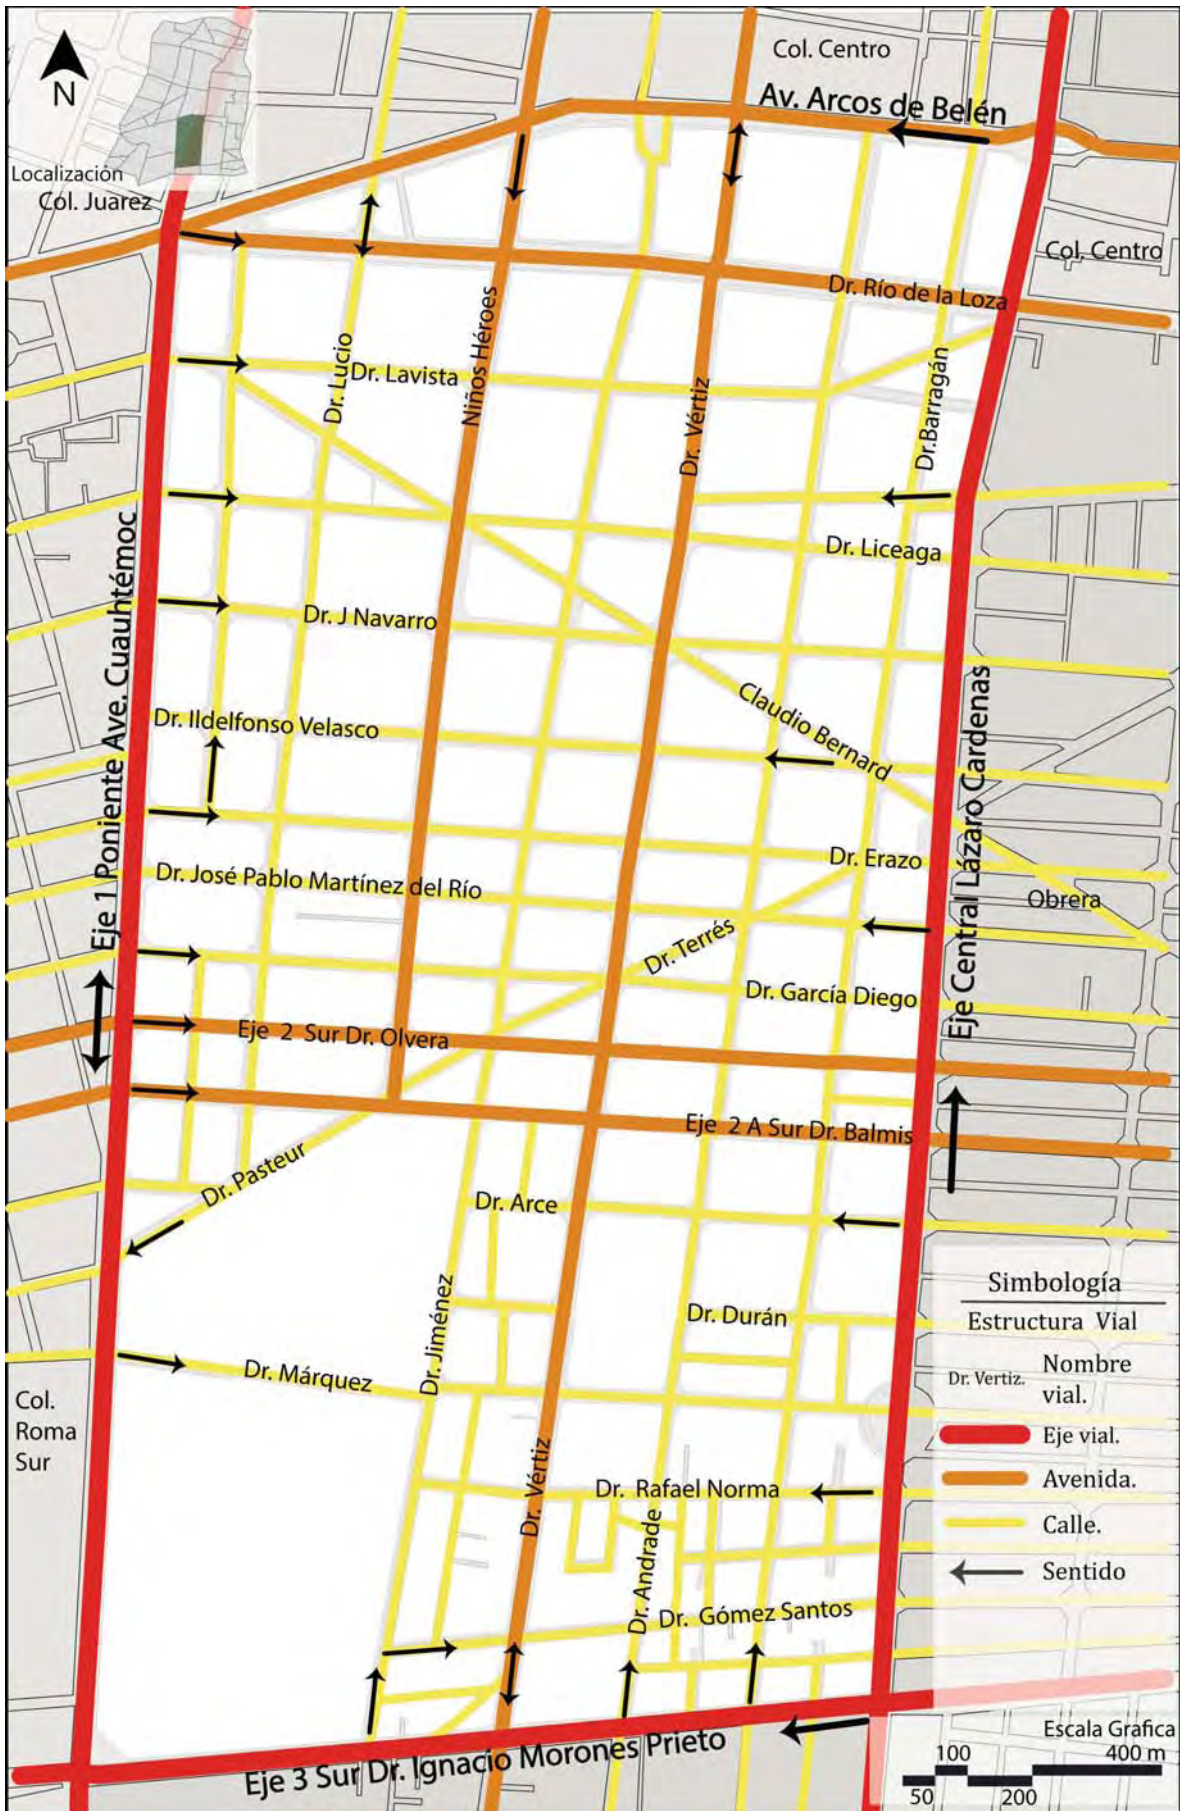 Col. Centro
Av. Arcos de Belén
N
Localización
Col. Juarez
Col. Centro
Dr. Río de la Loza
Dr. Lucio
Dr. Lavista
Niños Héroes
Dr. Vértiz
Dr.Barragán
Dr. Liceaga
Eje 1 Poniente Ave. Cuauhtémoc
Dr. J Navarro
Claudio Bernard
Dr. Ildelfonso Velasco
Eje Central Lázaro Cardenas
Dr. Erazo
Dr. José Pablo Martínez del Río
Obrera
Dr. Terrés
Dr. García Diego
Eje 2 Sur Dr. Olvera
Eje 2 A Sur Dr. Balmis
Dr. Pasteur
Dr. Arce
Dr. Jiménez
Dr. Durán
Dr. Márquez
Col.
Roma
Sur
Dr. Vértiz
Dr. Rafael Norma
Dr. Andrade
Dr. Gómez Santos
Eje 3 Sur Dr. Ignacio Morones Prieto
Simbología
Estructura Vial
Dr. Vertiz.
Nombre
vial.
Eje vial.
Avenida.
Calle.
Sentido
Escala Grafica
100
400 m
50
200